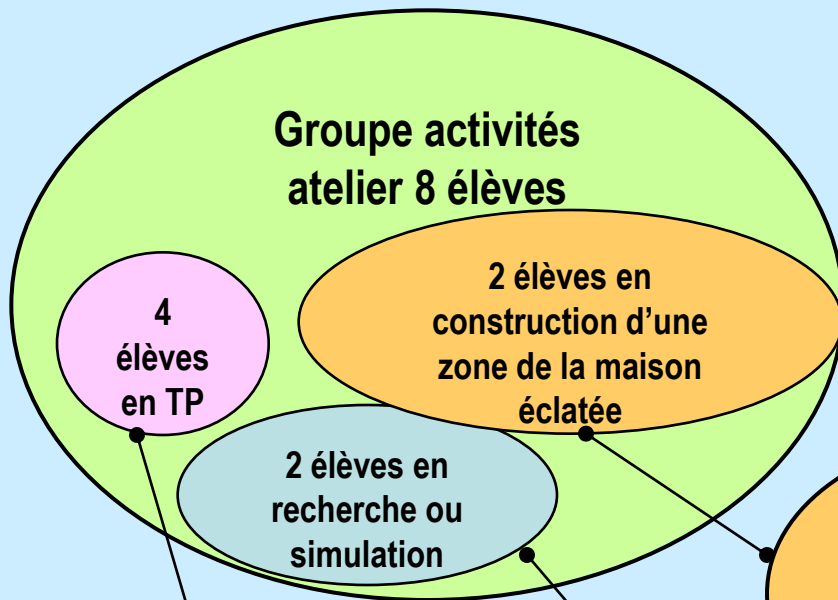 Groupe activités
atelier 8 élèves
4
élèves
en TP
2 élèves en
construction d’une
zone de la maison
éclatée
2 élèves en
recherche ou
simulation